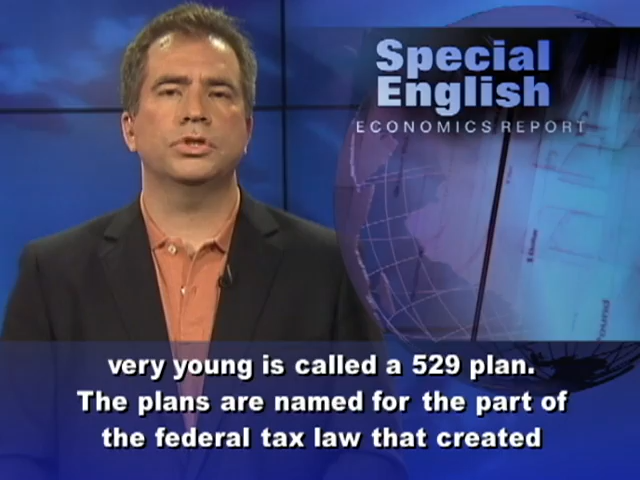 Special
English
ECONOMICS REPORT
very young is called a 529 plan.
The plans are named for the part of
the federal tax law that created